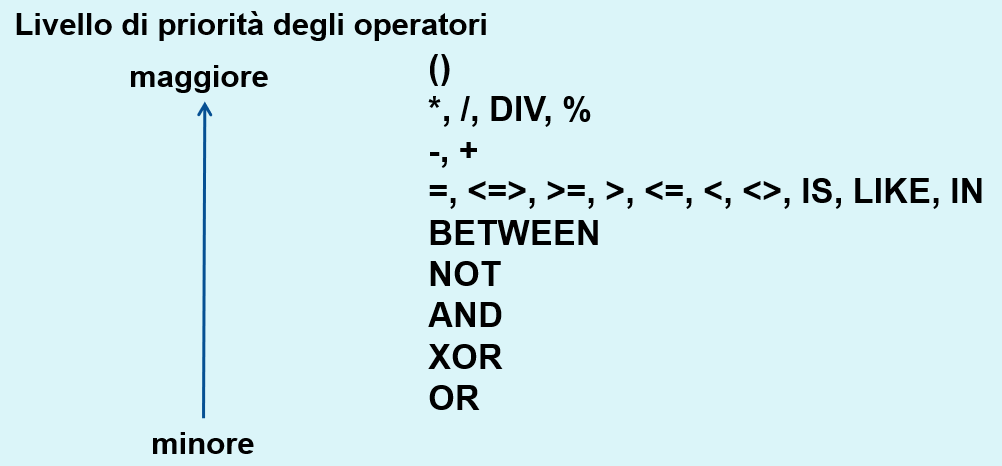 Livello di priorità degli operatori
maggiore
()
*, /, DIV, %
-, +
=, <=>, >=, >, <=, <, <>, IS, LIKE, IN
BETWEEN
NOT
AND
XOR
OR
minore